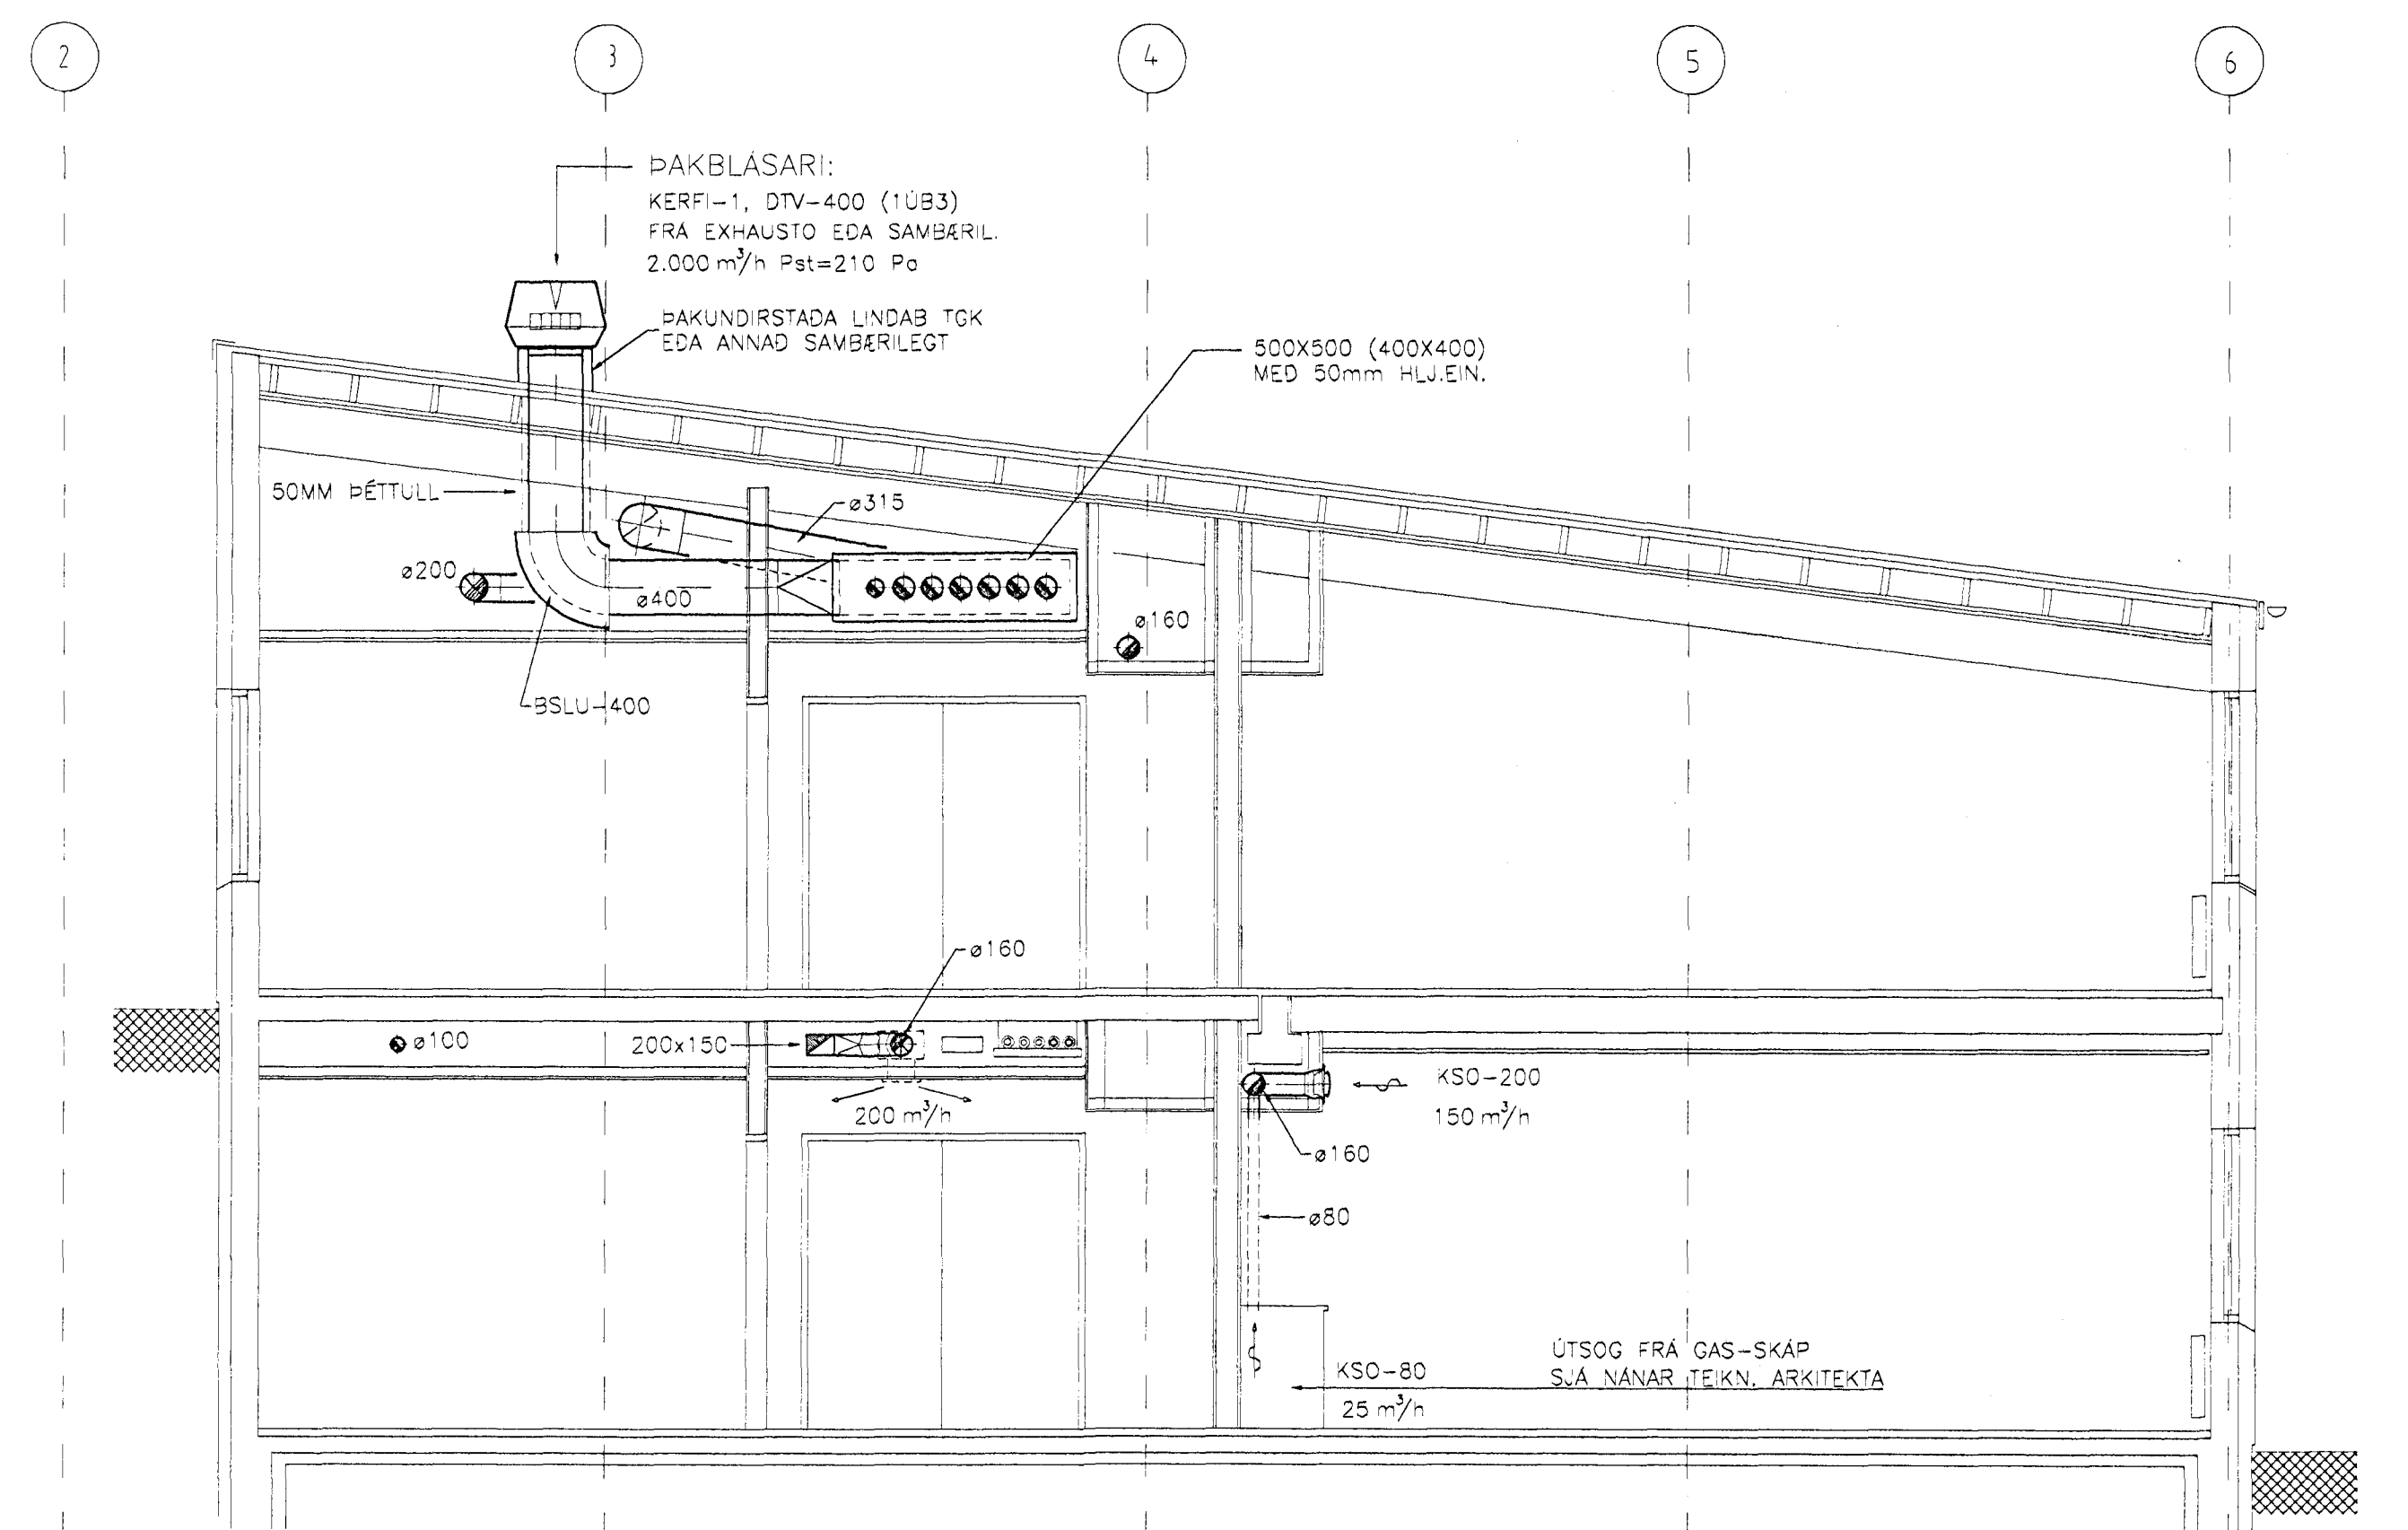 2
3
4
5
6
ÞAKBLÁSARI:
KERFI-1, DTV-400 (1ÚB3)
FRÁ EXHAUSTO EÐA SAMBÆRIL.
2.000 m³/h Pst=210 Pa
ÞAKUNDIRSTAÐA LINDAB TGK
EÐA ANNAÐ SAMBÆRILEGT
500X500 (400X400)
MEÐ 50mm HLJ.EIN.
50MM ÞÉTTULL
ø315
ø200
ø400
ø160
BSLU-400
ø160
ø100
200x150
200 m³/h
KSO-200
150 m³/h
ø160
ø80
KSO-80
25 m³/h
ÚTSOG FRÁ GAS-SKÁP
SJÁ NÁNAR TEIKN. ARKITEKTA